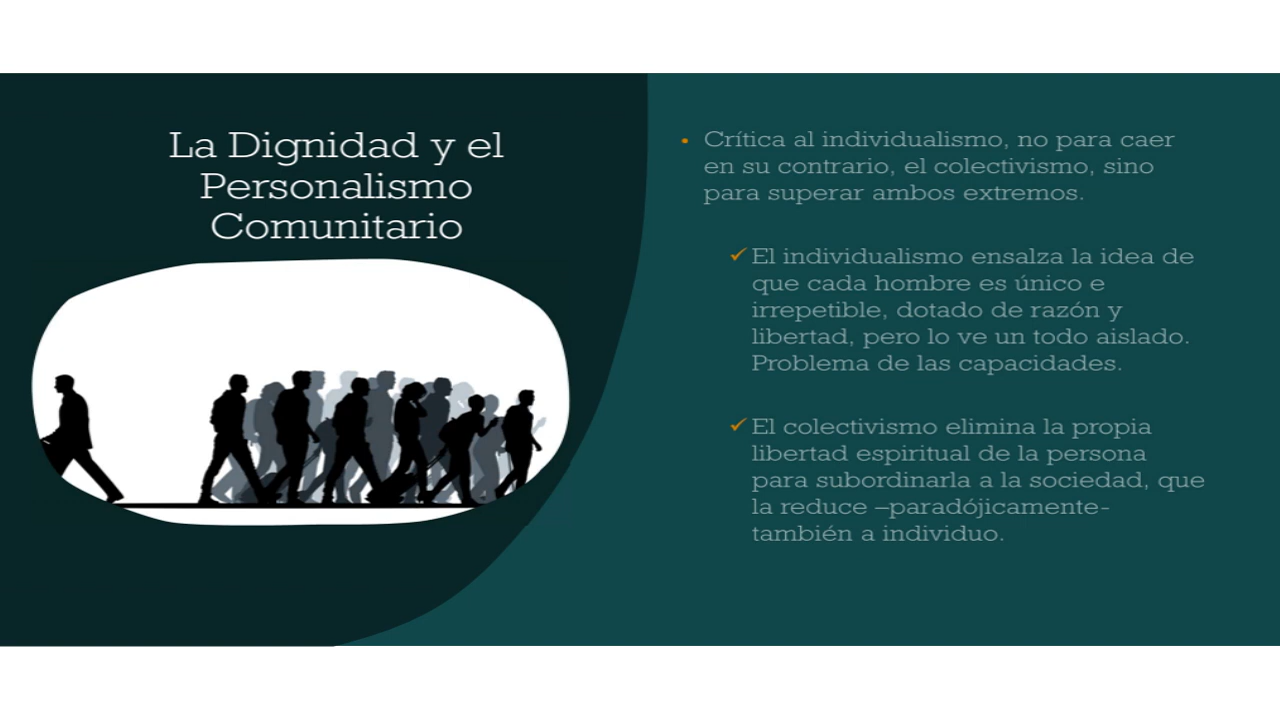 La Dignidad y el
Personalismo
Comunitario
• Crítica al individualismo, no para caer
en su contrario, el colectivismo, sino
para superar ambos extremos.
✓ El individualismo ensalza la idea de
que cada hombre es único e
irrepetible, dotado de razón y
libertad, pero lo ve un todo aislado.
Problema de las capacidades.
✓ El colectivismo elimina la propia
libertad espiritual de la persona
para subordinarla a la sociedad, que
la reduce –paradójicamente-
también a individuo.